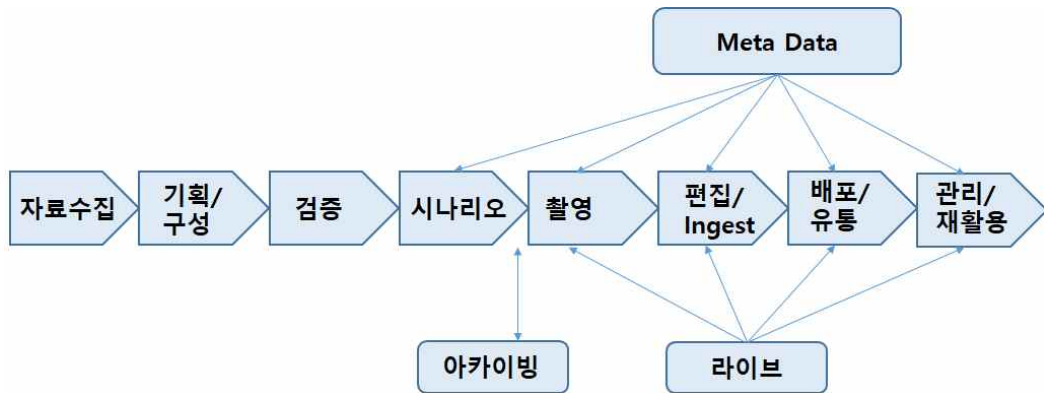 Meta Data
자료수집
기획/
구성
검증
시나리오
촬영
편집/
Ingest
배포/
유통
관리/
재활용
아카이빙
라이브